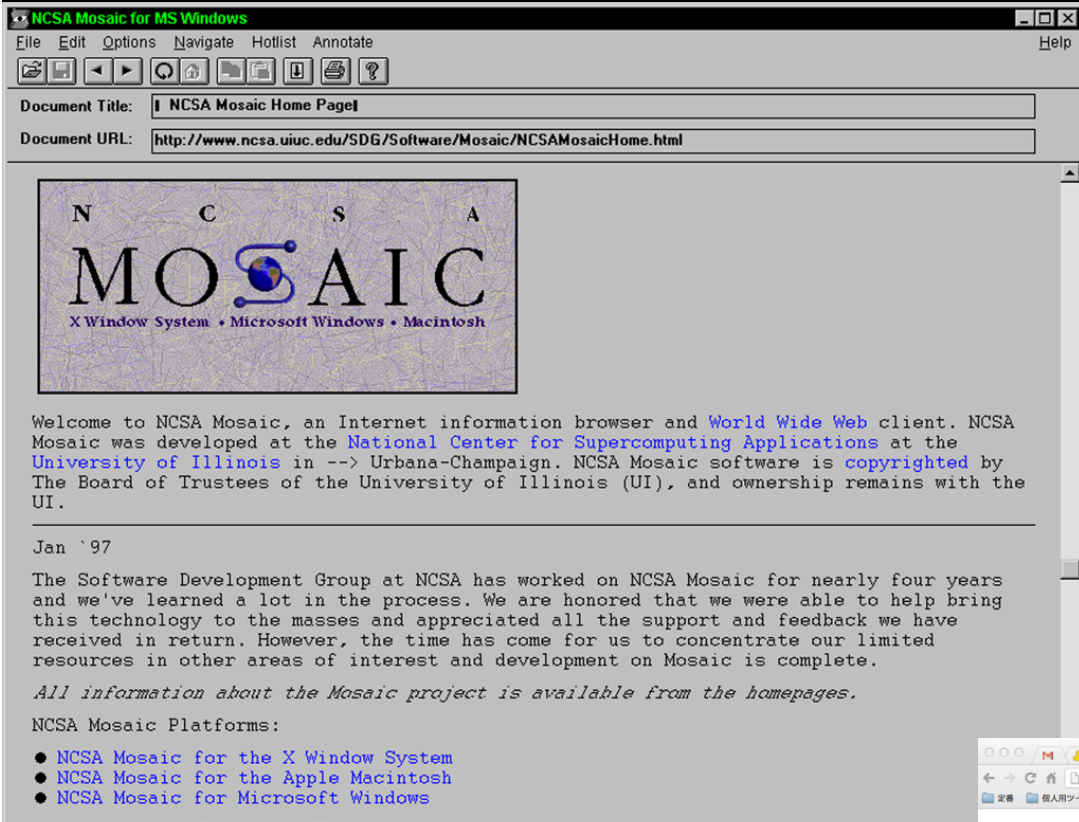 NCSA Mosaic for MS Windows
File Edit Options Navigate Hotlist Annotate Help
Document Title: NCSA Mosaic Home Page
Document URL: http://www.ncsa.uiuc.edu/SDG/Software/Mosaic/NCSAMosaicHome.html
N C S A
MOSAIC
X Window System • Microsoft Windows • Macintosh
Welcome to NCSA Mosaic, an Internet information browser and World Wide Web client. NCSA
Mosaic was developed at the National Center for Supercomputing Applications at the
University of Illinois in --> Urbana-Champaign. NCSA Mosaic software is copyrighted by
The Board of Trustees of the University of Illinois (UI), and ownership remains with the
UI.
Jan `97
The Software Development Group at NCSA has worked on NCSA Mosaic for nearly four years
and we've learned a lot in the process. We are honored that we were able to help bring
this technology to the masses and appreciated all the support and feedback we have
received in return. However, the time has come for us to concentrate our limited
resources in other areas of interest and development on Mosaic is complete.
All information about the Mosaic project is available from the homepages.
NCSA Mosaic Platforms:
● NCSA Mosaic for the X Window System
● NCSA Mosaic for the Apple Macintosh
● NCSA Mosaic for Microsoft Windows
定番 個人用ツー